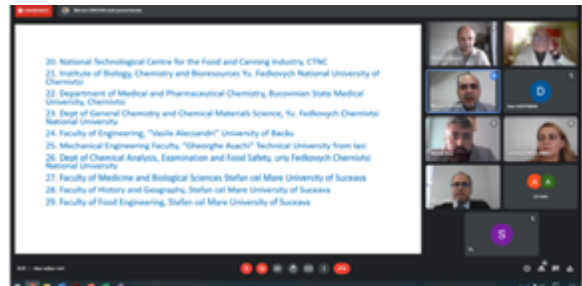 20. National Technological Centre for the Food and Canning Industry, CTNC
21. Institute of Biology, Chemistry and Bioresources Yu. Fedkovych National University of
Chernivtsi
22. Department of Medical and Pharmaceutical Chemistry, Bucovinian State Medical
University, Chernivtsi
23. Dept of General Chemistry and Chemical Materials Science, Yu. Fedkovych Chernivtsi
National University
24. Faculty of Engineering, "Vasile Alecsandri" University of Bacău
25. Mechanical Engineering Faculty, "Gheorghe Asachi" Technical University from Iasi
26. Dept of Chemical Analysis, Examination and Food Safety, uriy Fedkovych Chernivtsi
National University
27. Faculty of Medicine and Biological Sciences Stefan cel Mare University of Suceava
28. Faculty of History and Geography, Stefan cel Mare University of Suceava
29. Faculty of Food Engineering, Stefan cel Mare University of Suceava
D
A A
S